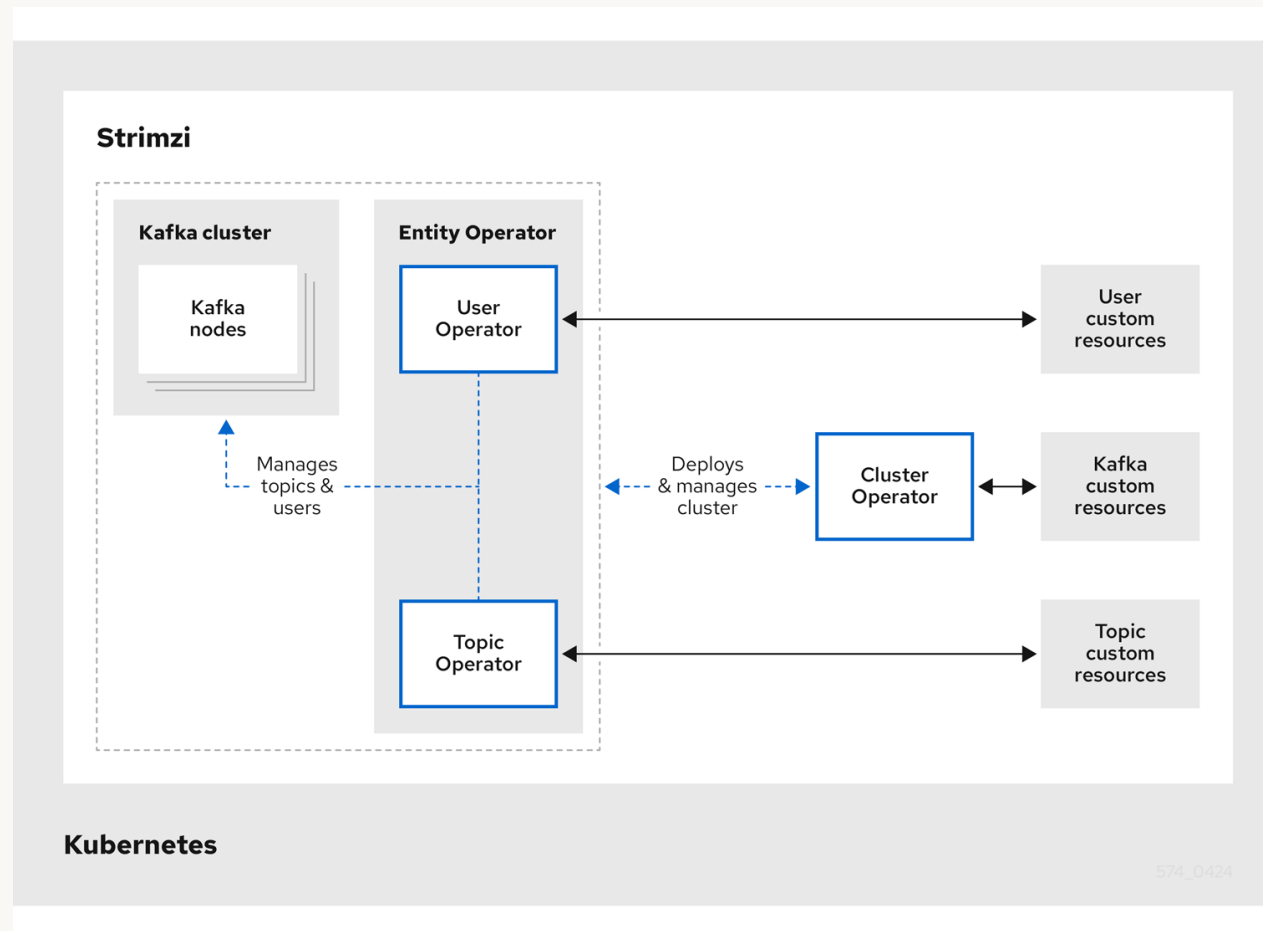 Strimzi
Kafka cluster
Entity Operator
Kafka
nodes
User
Operator
User
custom
resources
Manages
topics &
users
Deploys
& manages
cluster
Cluster
Operator
Kafka
custom
resources
Topic
Operator
Topic
custom
resources
Kubernetes
574_0424